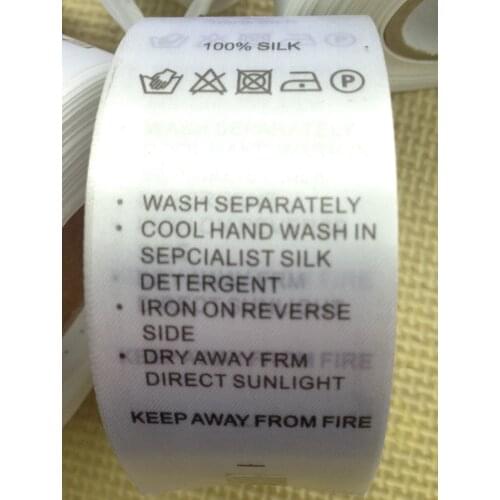 100% SILK
P
• WASH SEPARATELY
• COOL HAND WASH IN
SEPCIALIST SILK
DETERGENT
• IRON ON REVERSE
SIDE
• DRY AWAY FRM
DIRECT SUNLIGHT
KEEP AWAY FROM FIRE